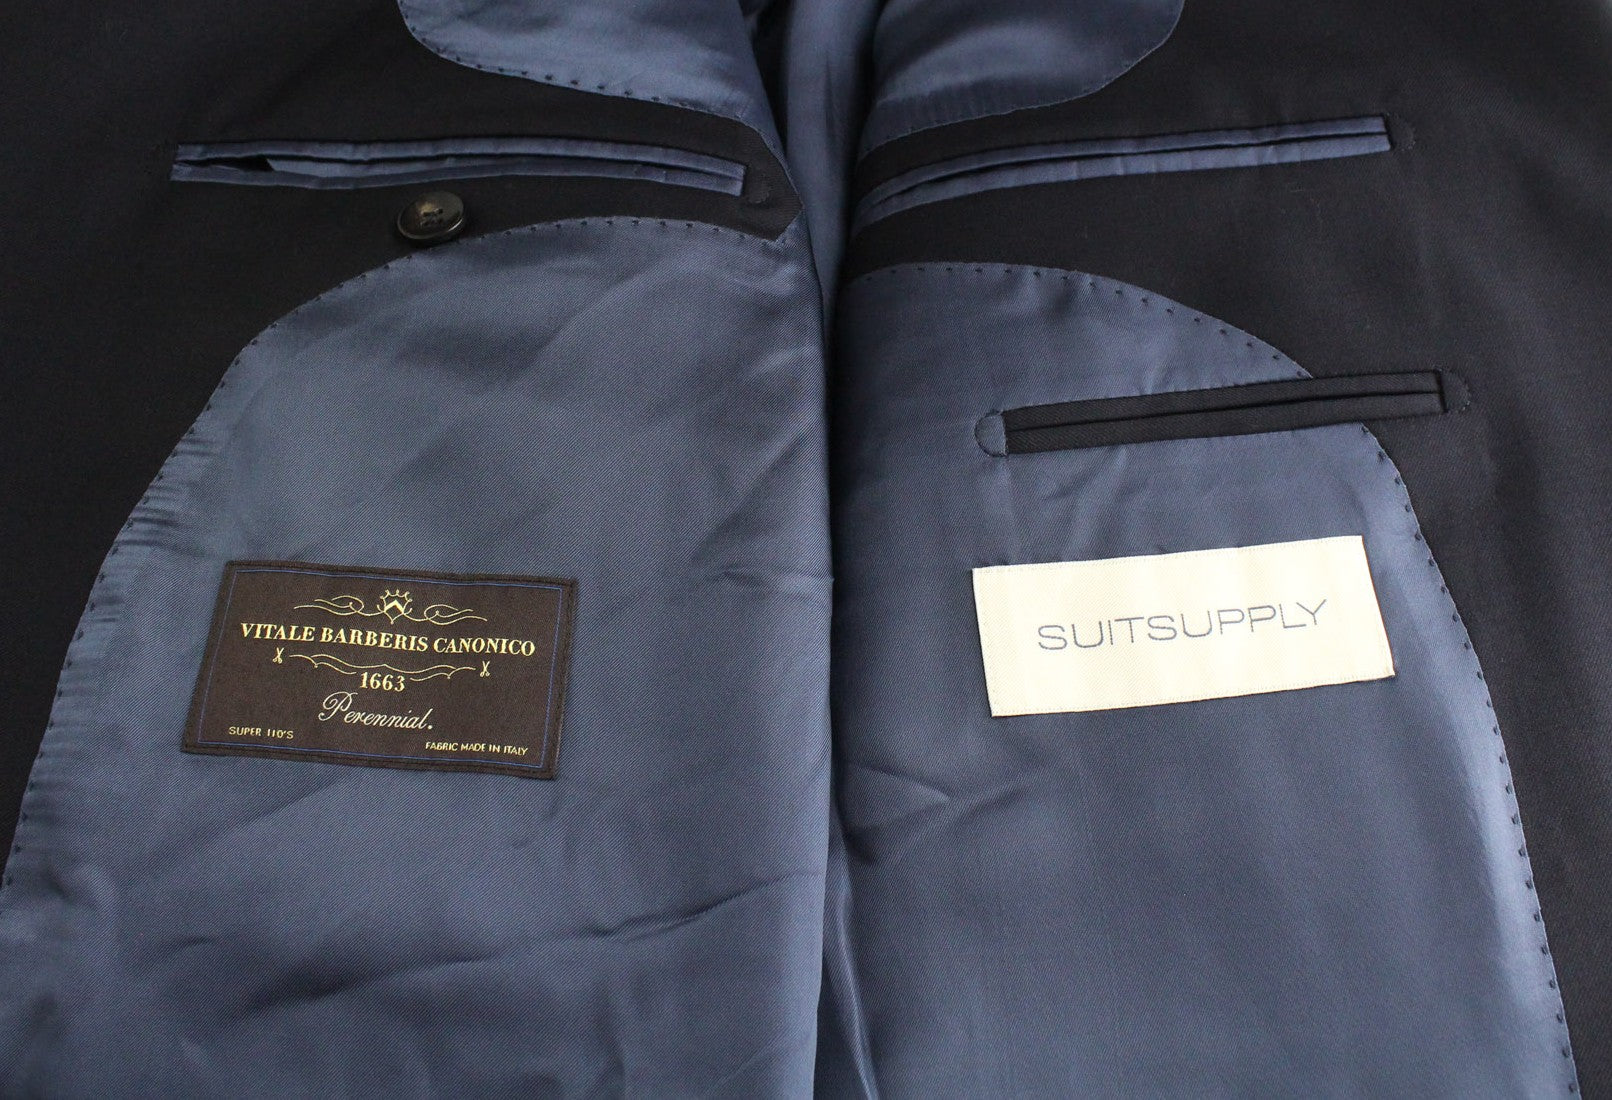 VITALE BARBERIS CANONICO
1663
Perennial.
SUPER 110'S
FABRIC MADE IN ITALY
SUITSUPPLY